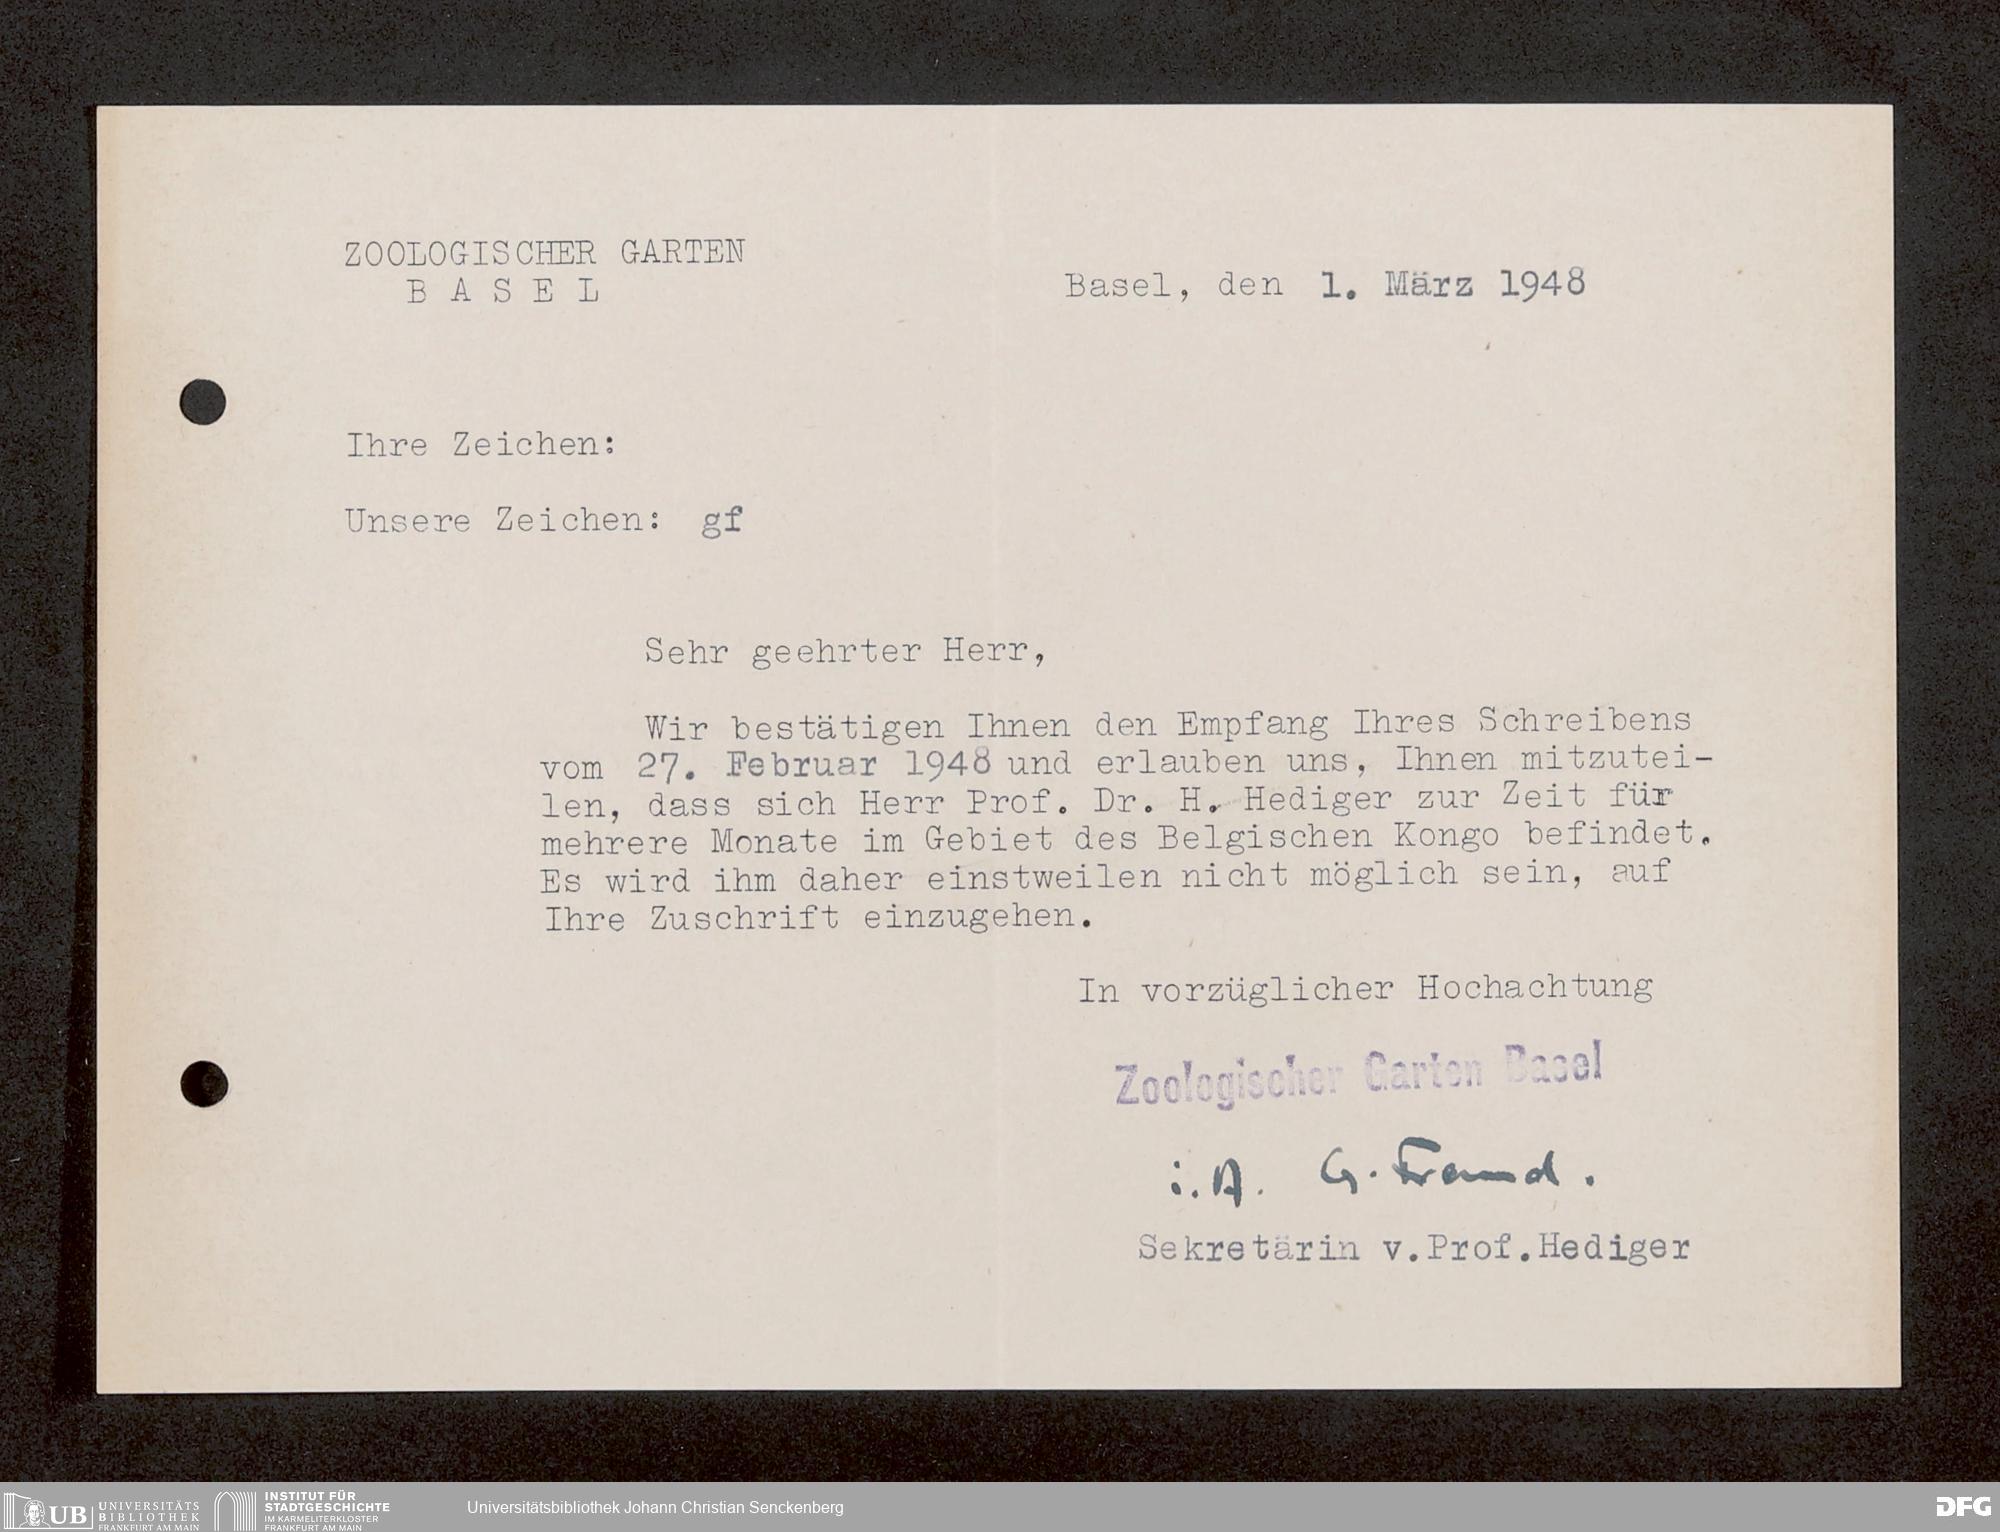 ZOOLOGISCHER GARTEN
B A S E L
Basel, den 1. März 1948
Ihre Zeichen:
Unsere Zeichen: gf
Sehr geehrter Herr,
Wir bestätigen Ihnen den Empfang Ihres Schreibens
vom 27. Februar 1948 und erlauben uns, Ihnen mitzutei-
len, dass sich Herr Prof. Dr. H. Hediger zur Zeit für
mehrere Monate im Gebiet des Belgischen Kongo befindet.
Es wird ihm daher einstweilen nicht möglich sein, auf
Ihre Zuschrift einzugehen.
In vorzüglicher Hochachtung
Zoologischer Garten Basel
i.A. G.
Sekretärin v.Prof.Hediger
UB UNIVERSITÄTS
BIBLIOTHEK
FRANKFURT AM MAIN
INSTITUT FÜR
STADTGESCHICHTE
IM KARMELITERKLOSTER
FRANKFURT AM MAIN
Universitätsbibliothek Johann Christian Senckenberg
DFG